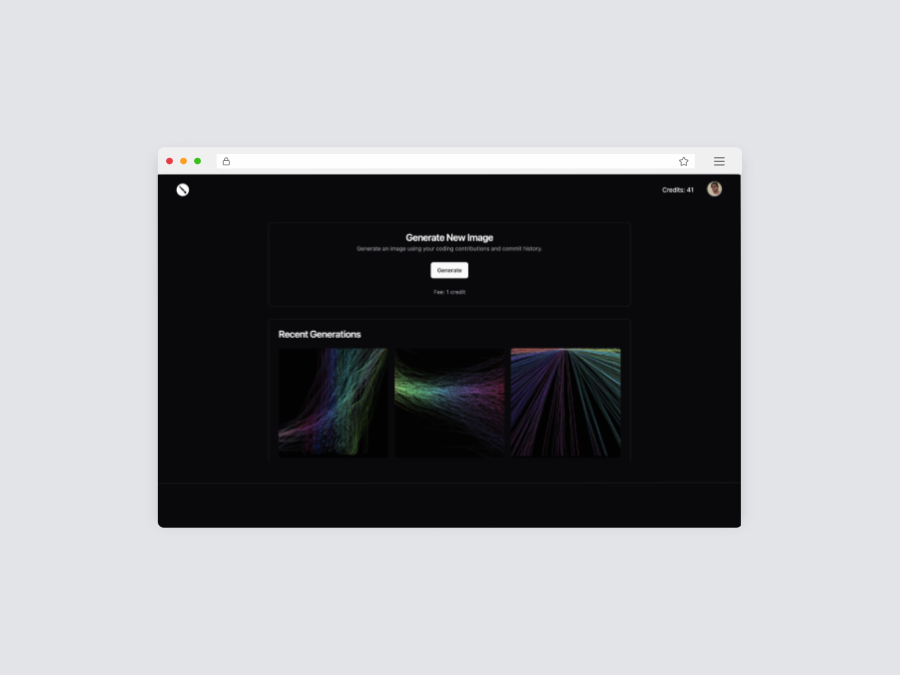 Credits: 41
Generate New Image
Generate an image using your coding contributions and commit history.
Generate
Fee: 1 credit
Recent Generations